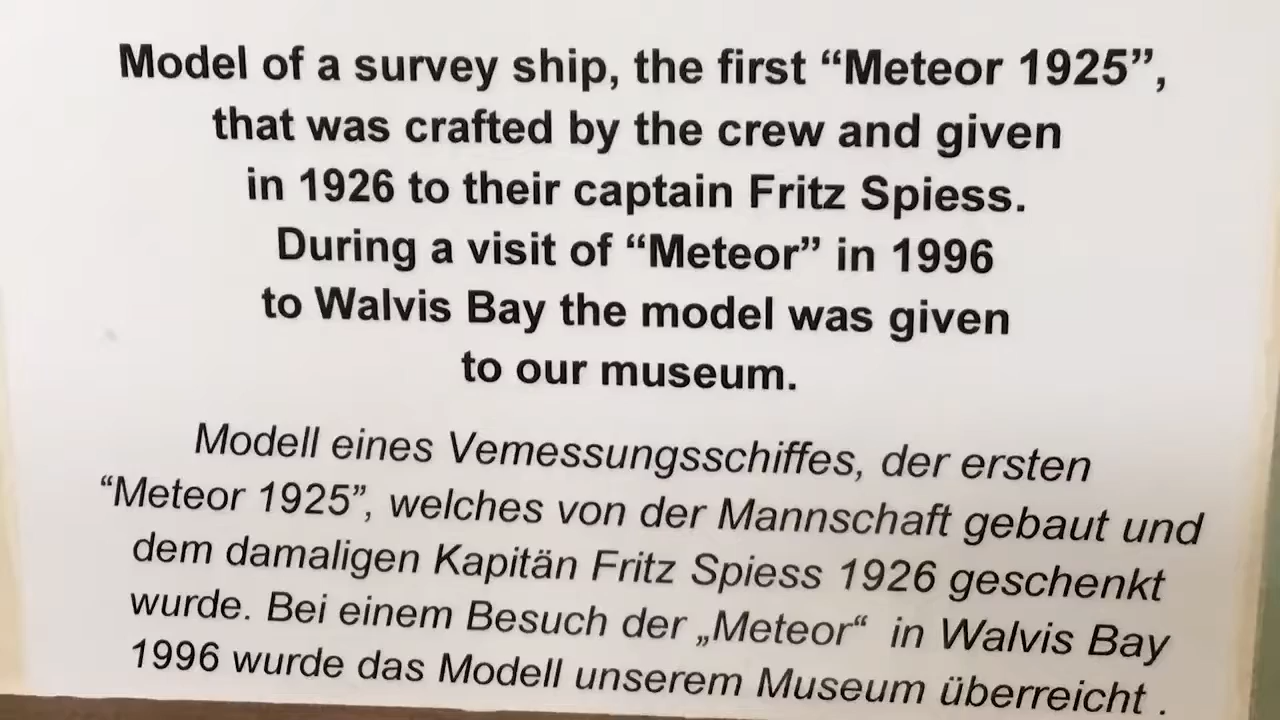 Model of a survey ship, the first “Meteor 1925”,
that was crafted by the crew and given
in 1926 to their captain Fritz Spiess.
During a visit of “Meteor” in 1996
to Walvis Bay the model was given
to our museum.
Modell eines Vemessungsschiffes, der ersten
“Meteor 1925”, welches von der Mannschaft gebaut und
dem damaligen Kapitän Fritz Spiess 1926 geschenkt
wurde. Bei einem Besuch der „Meteor“ in Walvis Bay
1996 wurde das Modell unserem Museum überreicht .